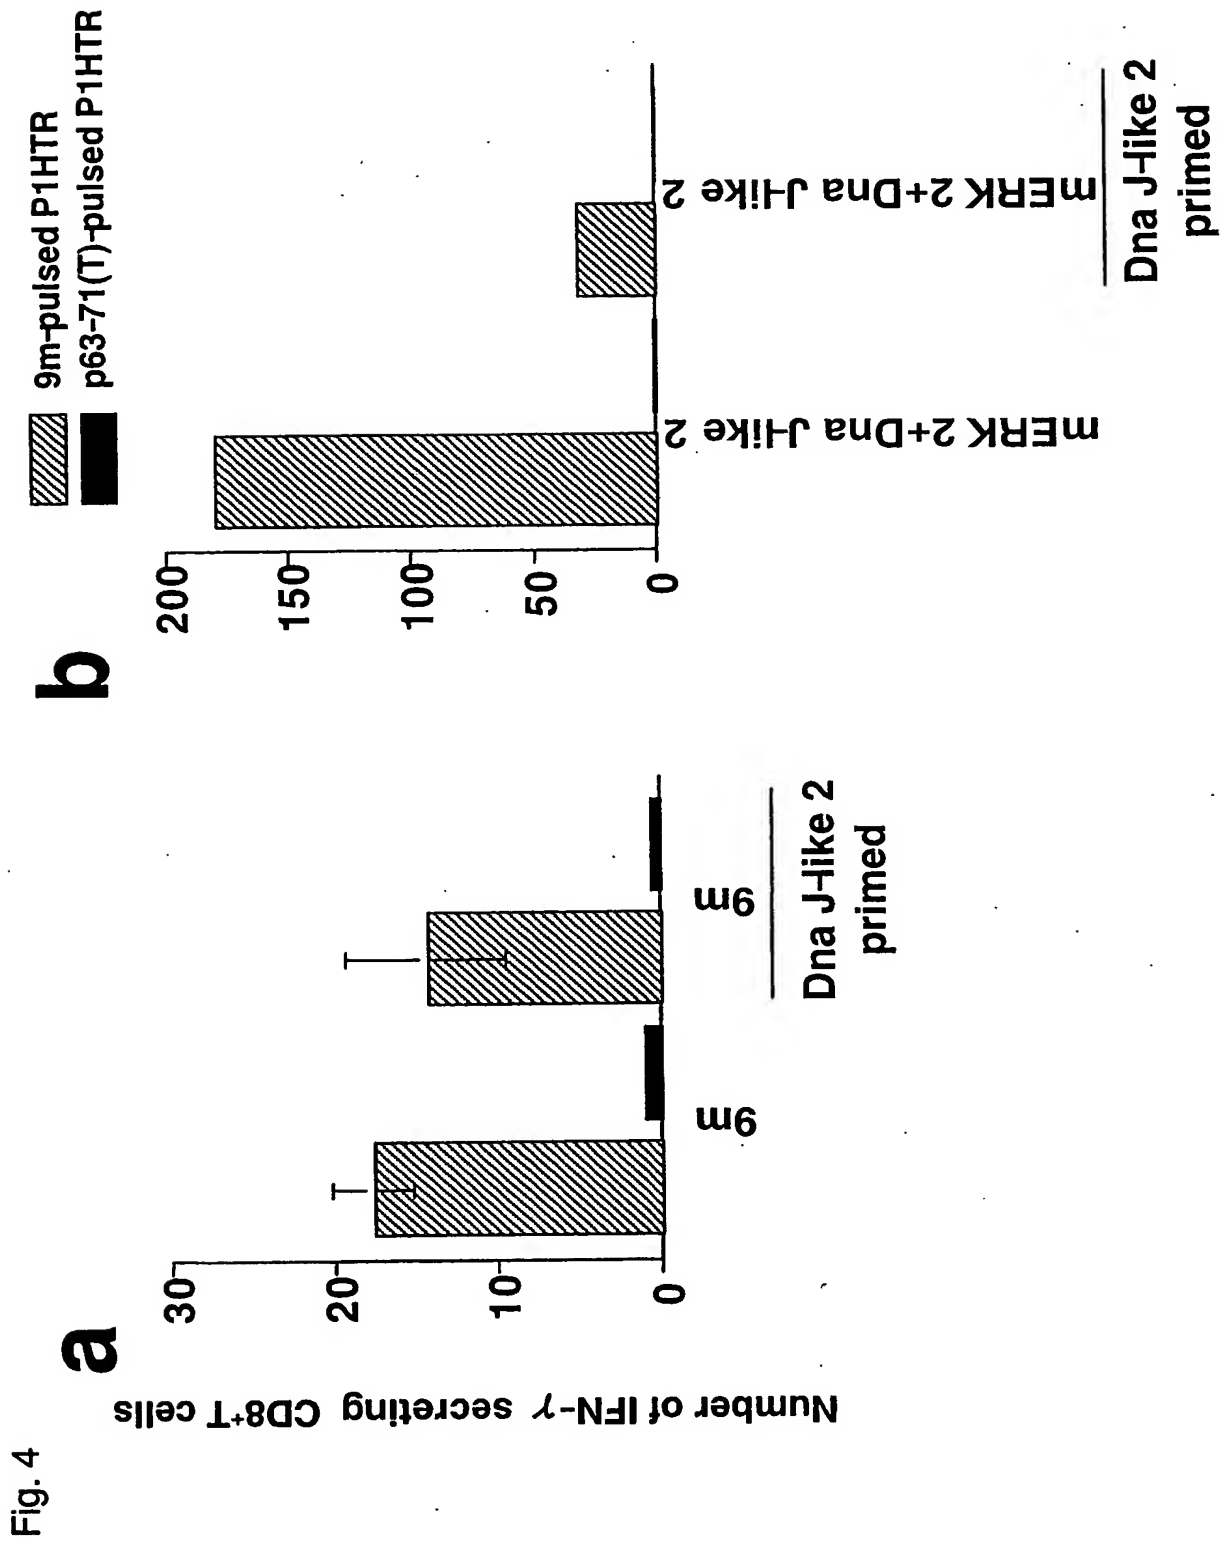 Fig. 4
a
Number of IFN-γ secreting CD8+T cells
30
20
10
0
9m
9m
Dna J-like 2
primed
b
9m-pulsed P1HTR
p63-71(T)-pulsed P1HTR
200
150
100
50
0
mERK 2+Dna J-like 2
mERK 2+Dna J-like 2
Dna J-like 2
primed